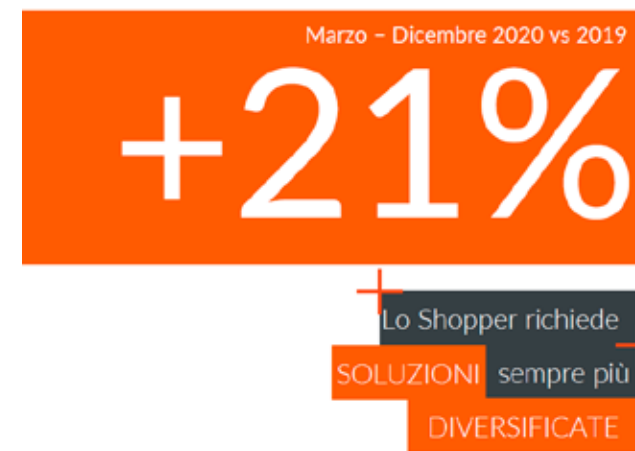 Marzo – Dicembre 2020 vs 2019
+21%
Lo Shopper richiede
SOLUZIONI sempre più
DIVERSIFICATE